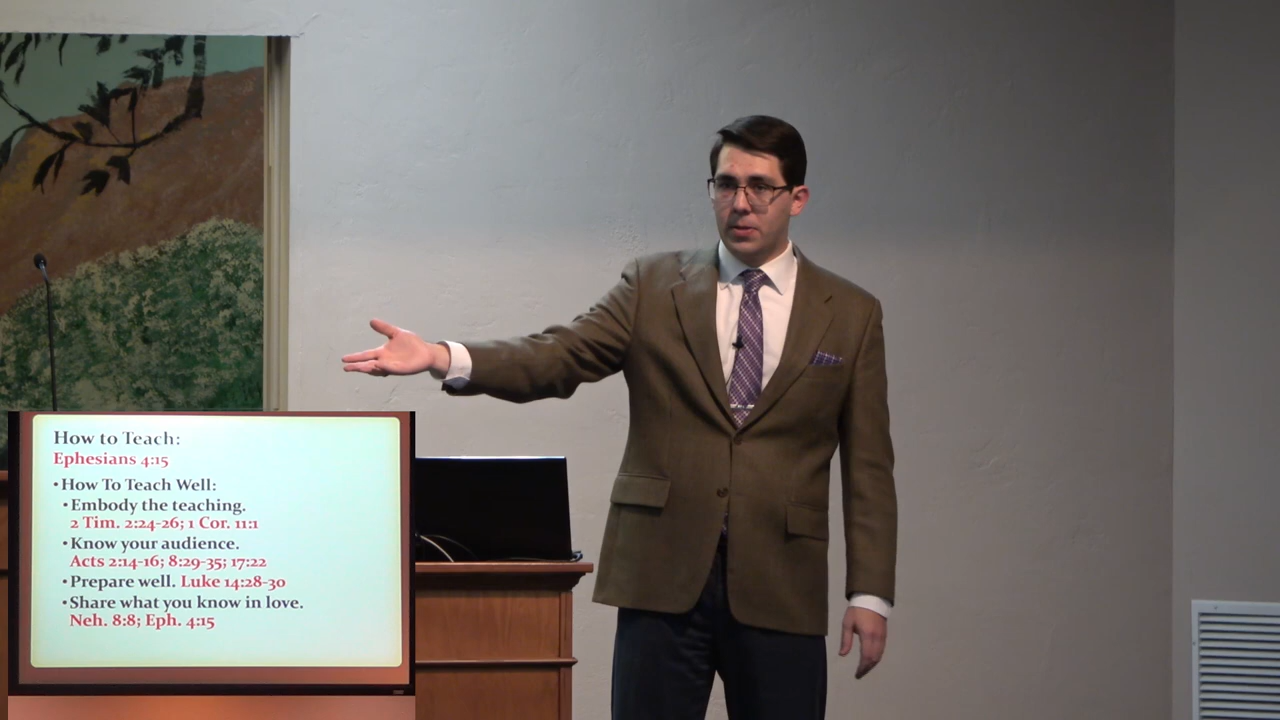 How to Teach:
Ephesians 4:15
•How To Teach Well:
•Embody the teaching.
2 Tim. 2:24-26; 1 Cor. 11:1
•Know your audience.
Acts 2:14-16; 8:29-35; 17:22
•Prepare well. Luke 14:28-30
•Share what you know in love.
Neh. 8:8; Eph. 4:15